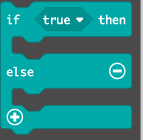 if true then
else